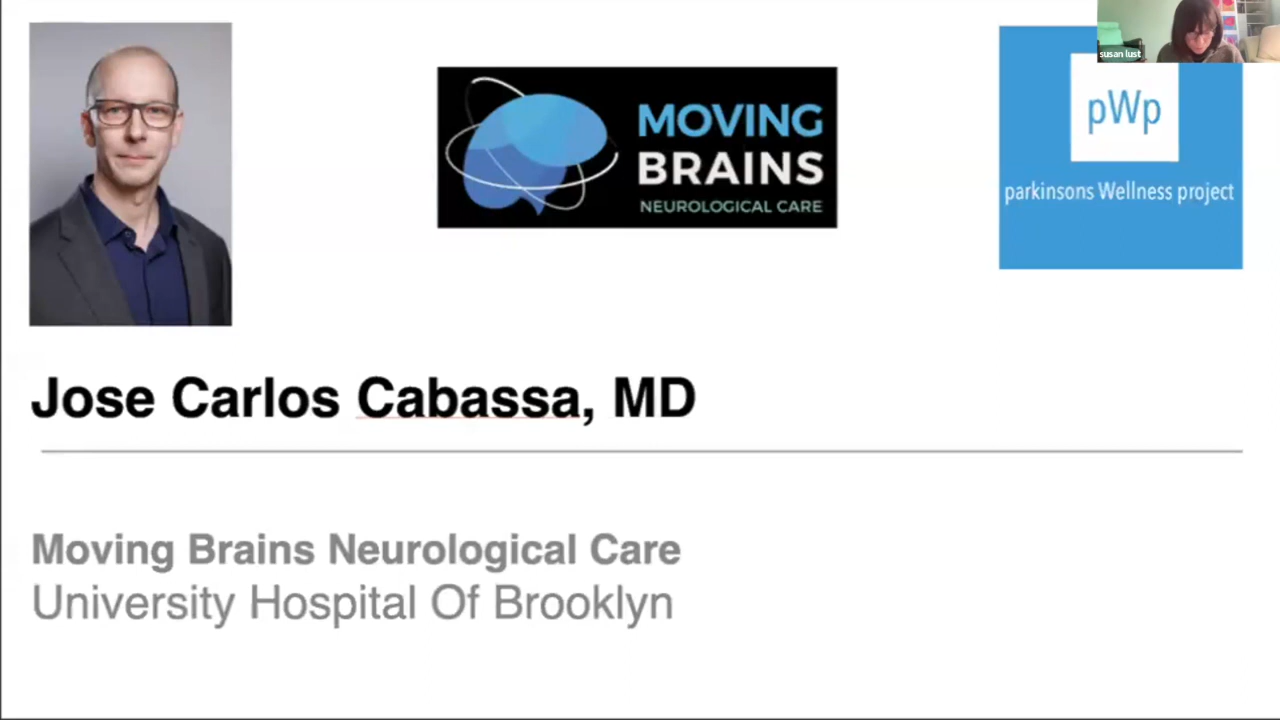 susan lust
MOVING
BRAINS
NEUROLOGICAL CARE
pWp
parkinsons Wellness project
Jose Carlos Cabassa, MD
Moving Brains Neurological Care
University Hospital Of Brooklyn